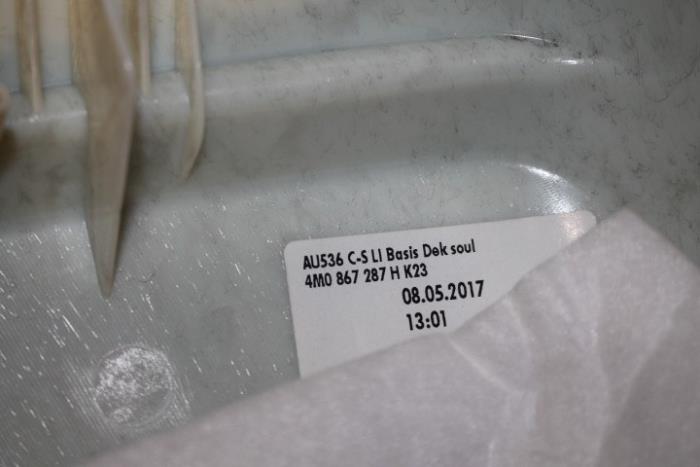 AU536 C-S LI Basis Dek soul
4M0 867 287 H K23
08.05.2017
13:01